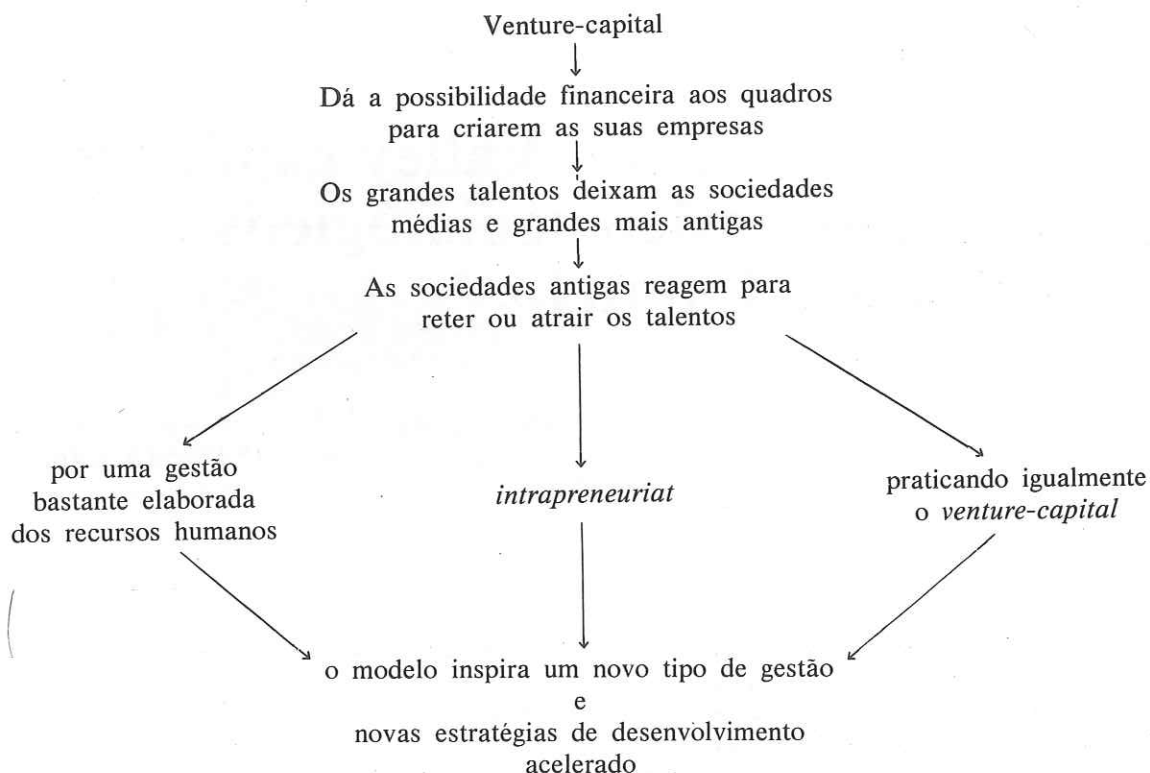 Venture-capital
Dá a possibilidade financeira aos quadros
para criarem as suas empresas
Os grandes talentos deixam as sociedades
médias e grandes mais antigas
As sociedades antigas reagem para
reter ou atrair os talentos
por uma gestão
bastante elaborada
dos recursos humanos
intrapreneuriat
praticando igualmente
o venture-capital
o modelo inspira um novo tipo de gestão
e
novas estratégias de desenvolvimento
acelerado